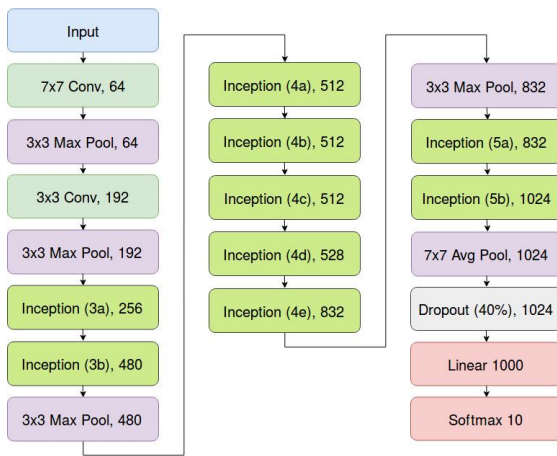 Input
7x7 Conv, 64
3x3 Max Pool, 64
3x3 Conv, 192
3x3 Max Pool, 192
Inception (3a), 256
Inception (3b), 480
3x3 Max Pool, 480
Inception (4a), 512
Inception (4b), 512
Inception (4c), 512
Inception (4d), 528
Inception (4e), 832
3x3 Max Pool, 832
Inception (5a), 832
Inception (5b), 1024
7x7 Avg Pool, 1024
Dropout (40%), 1024
Linear 1000
Softmax 10